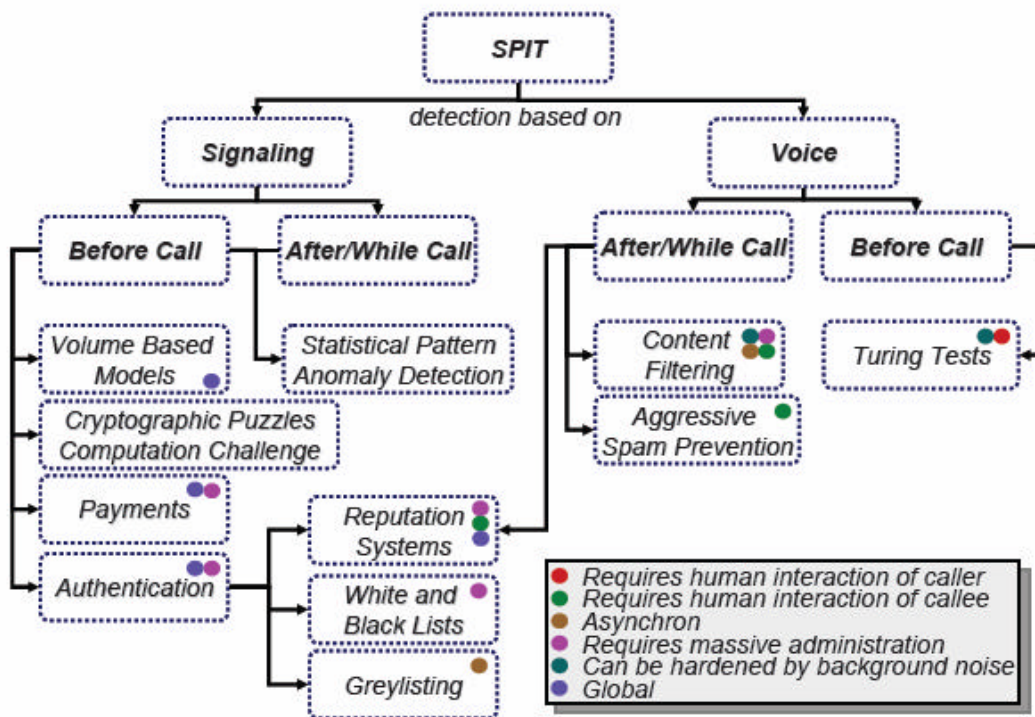 SPIT
detection based on
Signaling
Voice
Before Call
After/While Call
After/While Call
Before Call
Volume Based
Models
Statistical Pattern
Anomaly Detection
Content
Filtering
Turing Tests
Cryptographic Puzzles
Computation Challenge
Aggressive
Spam Prevention
Payments
Reputation
Systems
Authentication
White and
Black Lists
Greylisting
Requires human interaction of caller
Requires human interaction of callee
Asynchron
Requires massive administration
Can be hardened by background noise
Global